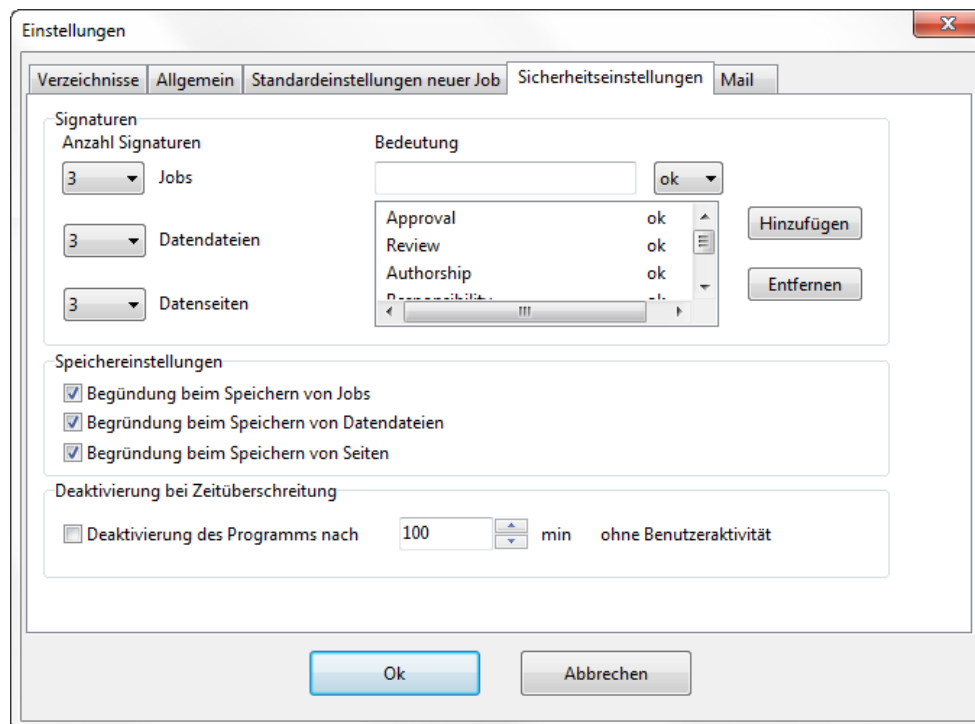 Einstellungen
Verzeichnisse Allgemein Standardeinstellungen neuer Job Sicherheitseinstellungen Mail
Signaturen
Anzahl Signaturen Bedeutung
3 Jobs ok
Approval ok
3 Datendateien Review ok Hinzufügen
Authorship ok
3 Datenseiten Responsibility ok Entfernen
Speichereinstellungen
Begündung beim Speichern von Jobs
Begründung beim Speichern von Datendateien
Begründung beim Speichern von Seiten
Deaktivierung bei Zeitüberschreitung
Deaktivierung des Programms nach 100 min ohne Benutzeraktivität
Ok Abbrechen